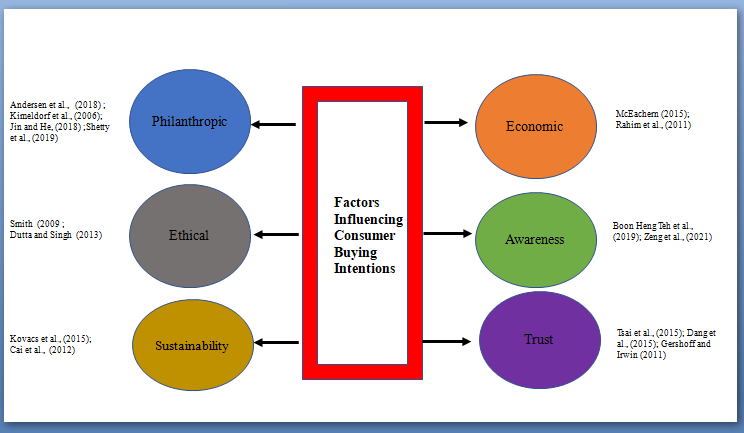 Andersen et al., (2018) ;
Kimeldorf et al., (2006);
Jin and He, (2018) ;Shetty
et al., (2019)
Philanthropic
Economic
McEachern (2015);
Rahim et al., (2011)
Factors
Influencing
Consumer
Buying
Intentions
Smith (2009 ;
Dutta and Singh (2013)
Ethical
Awareness
Boon Heng Teh et al.,
(2019); Zeng et al., (2021)
Kovacs et al., (2015);
Cai et al., (2012)
Sustainability
Trust
Tsai et al., (2015); Dang et
al., (2015); Gershoff and
Irwin (2011)